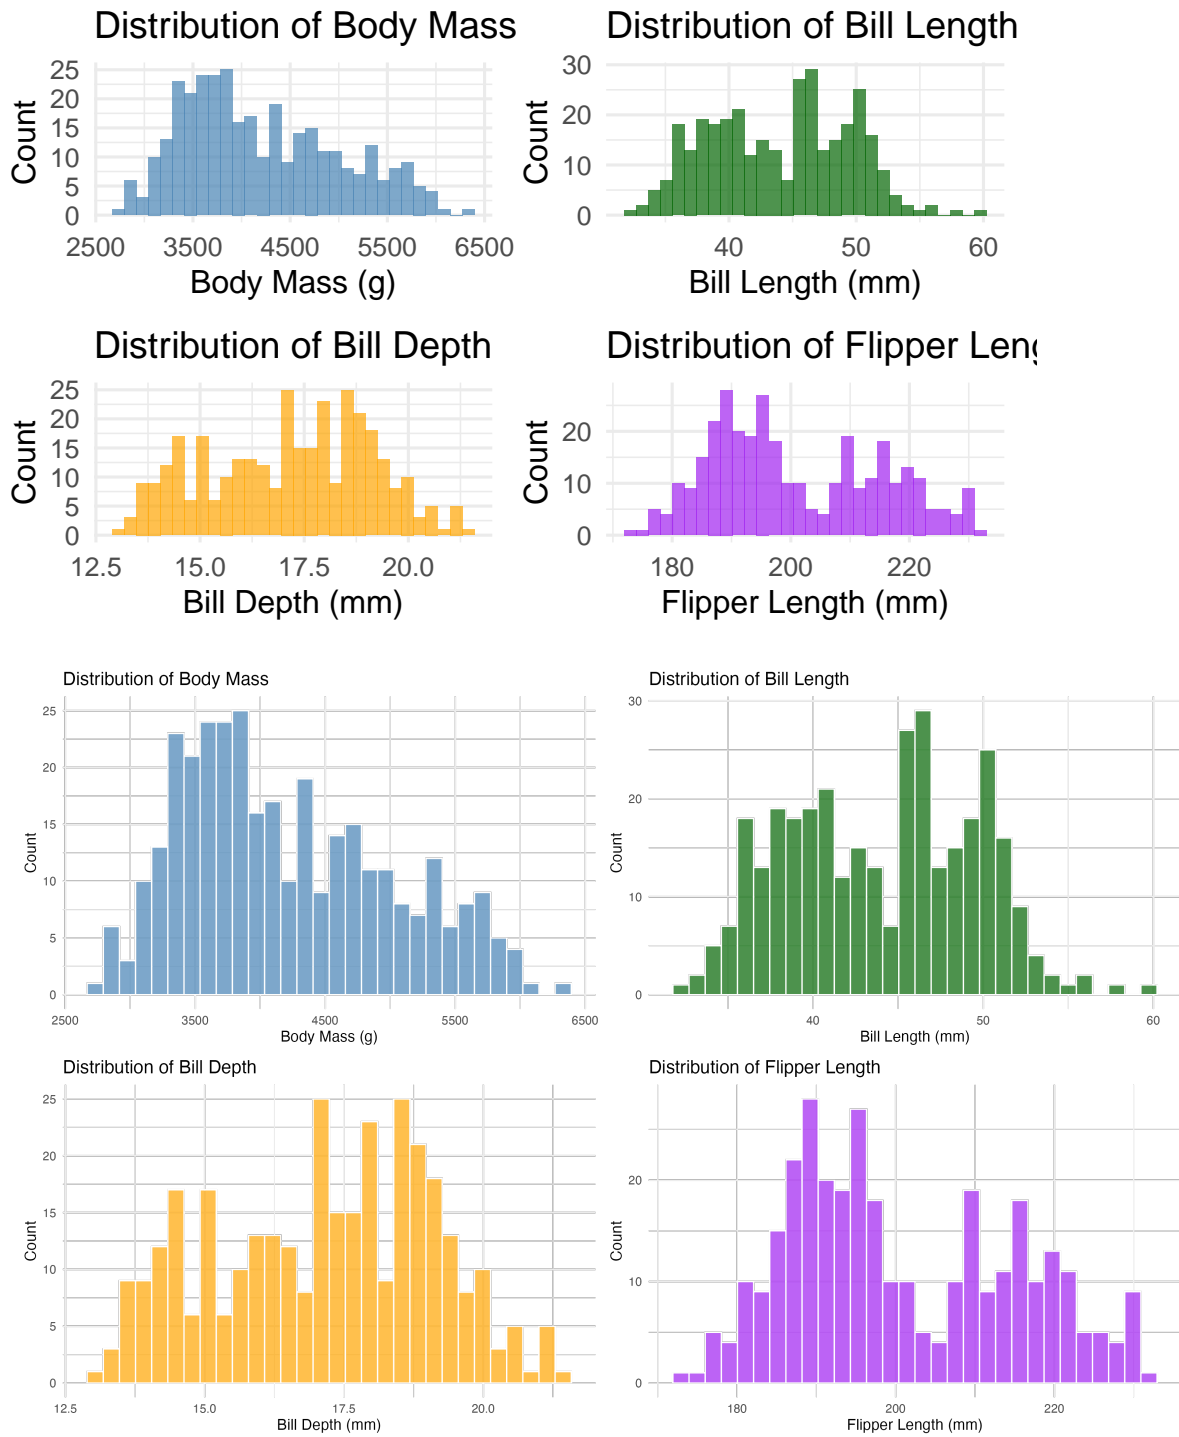 Distribution of Body Mass
25
20
15
10
5
0
Count
2500 3500 4500 5500 6500
Body Mass (g)
Distribution of Bill Length
30
20
10
0
Count
40 50 60
Bill Length (mm)
Distribution of Bill Depth
25
20
15
10
5
0
Count
12.5 15.0 17.5 20.0
Bill Depth (mm)
Distribution of Flipper Leng
20
10
0
Count
180 200 220
Flipper Length (mm)
Distribution of Body Mass
25
20
15
10
5
0
Count
2500 3500 4500 5500 6500
Body Mass (g)
Distribution of Bill Length
30
20
10
0
Count
40 50 60
Bill Length (mm)
Distribution of Bill Depth
25
20
15
10
5
0
Count
12.5 15.0 17.5 20.0
Bill Depth (mm)
Distribution of Flipper Length
20
10
0
Count
180 200 220
Flipper Length (mm)